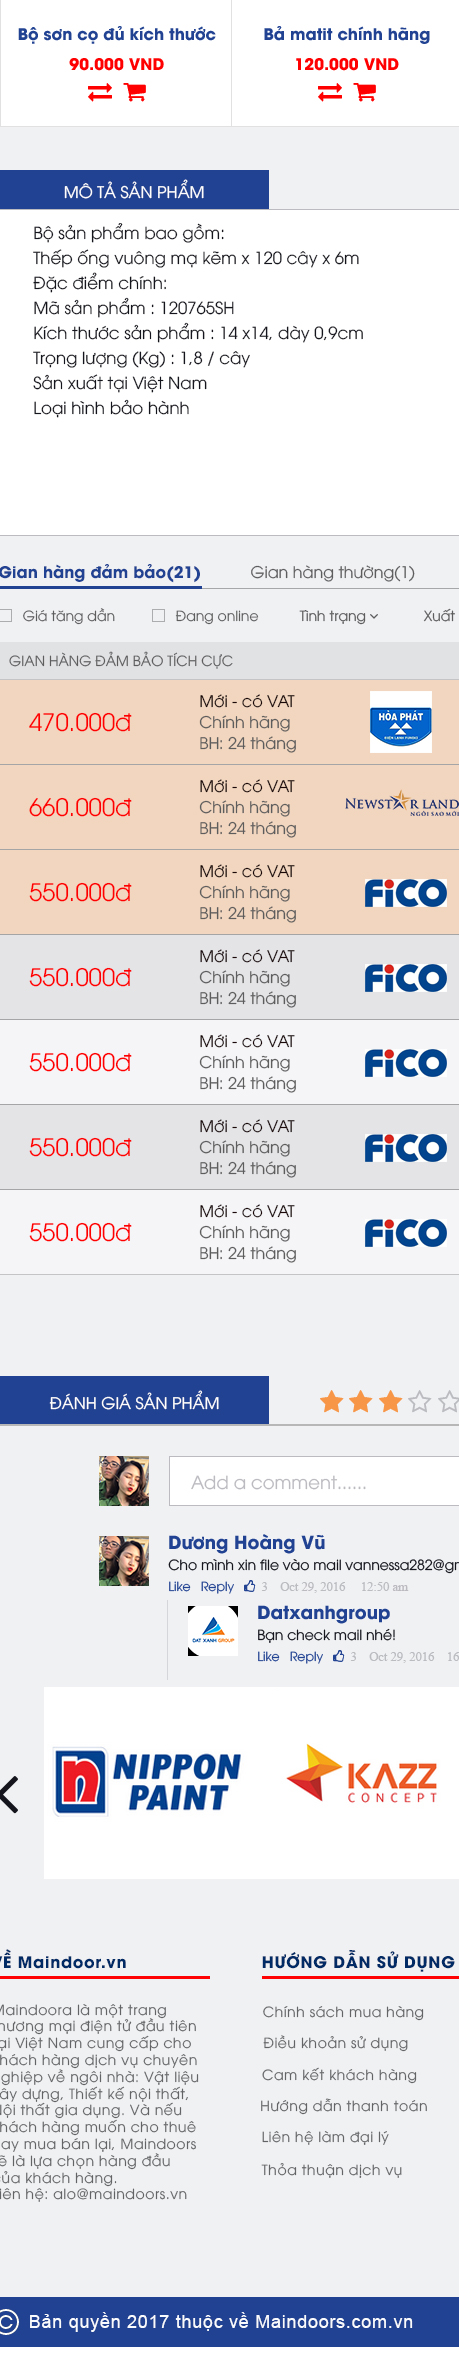 Bộ sơn cọ đủ kích thước
90.000 VND
Bả matit chính hãng
120.000 VND
MÔ TẢ SẢN PHẨM
Bộ sản phẩm bao gồm:
Thếp ống vuông mạ kẽm x 120 cây x 6m
Đặc điểm chính:
Mã sản phẩm : 120765SH
Kích thước sản phẩm : 14 x14, dày 0,9cm
Trọng lượng (Kg) : 1,8 / cây
Sản xuất tại Việt Nam
Loại hình bảo hành
Gian hàng đảm bảo(21)
Gian hàng thường(1)
Giá tăng dần
Đang online
Tình trạng
Xuất
GIAN HÀNG ĐẢM BẢO TÍCH CỰC
470.000đ
Mới - có VAT
Chính hãng
BH: 24 tháng
HÒA PHÁT
660.000đ
Mới - có VAT
Chính hãng
BH: 24 tháng
NEWSTAR LAND
NGÔI SAO MỚI
550.000đ
Mới - có VAT
Chính hãng
BH: 24 tháng
FiCO
550.000đ
Mới - có VAT
Chính hãng
BH: 24 tháng
FiCO
550.000đ
Mới - có VAT
Chính hãng
BH: 24 tháng
FiCO
550.000đ
Mới - có VAT
Chính hãng
BH: 24 tháng
FiCO
550.000đ
Mới - có VAT
Chính hãng
BH: 24 tháng
FiCO
ĐÁNH GIÁ SẢN PHẨM
Add a comment......
Dương Hoàng Vũ
Cho mình xin file vào mail vannessa282@gm
Like Reply 3 Oct 29, 2016 12:50 am
Datxanhgroup
Bạn check mail nhé!
DAT XANH GROUP
Like Reply 3 Oct 29, 2016 16
n NIPPON
PAINT
KAZZ
CONCEPT
VỀ Maindoor.vn
Maindoora là một trang
thương mại điện tử đầu tiên
tại Việt Nam cung cấp cho
khách hàng dịch vụ chuyên
nghiệp về ngôi nhà: Vật liệu
xây dựng, Thiết kế nội thất,
Nội thất gia dụng. Và nếu
khách hàng muốn cho thuê
hay mua bán lại, Maindoors
sẽ là lựa chọn hàng đầu
của khách hàng.
Liên hệ: alo@maindoors.vn
HƯỚNG DẪN SỬ DỤNG
Chính sách mua hàng
Điều khoản sử dụng
Cam kết khách hàng
Hướng dẫn thanh toán
Liên hệ làm đại lý
Thỏa thuận dịch vụ
© Bản quyền 2017 thuộc về Maindoors.com.vn